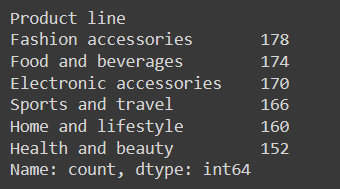 Product line
Fashion accessories       178
Food and beverages        174
Electronic accessories    170
Sports and travel         166
Home and lifestyle        160
Health and beauty         152
Name: count, dtype: int64